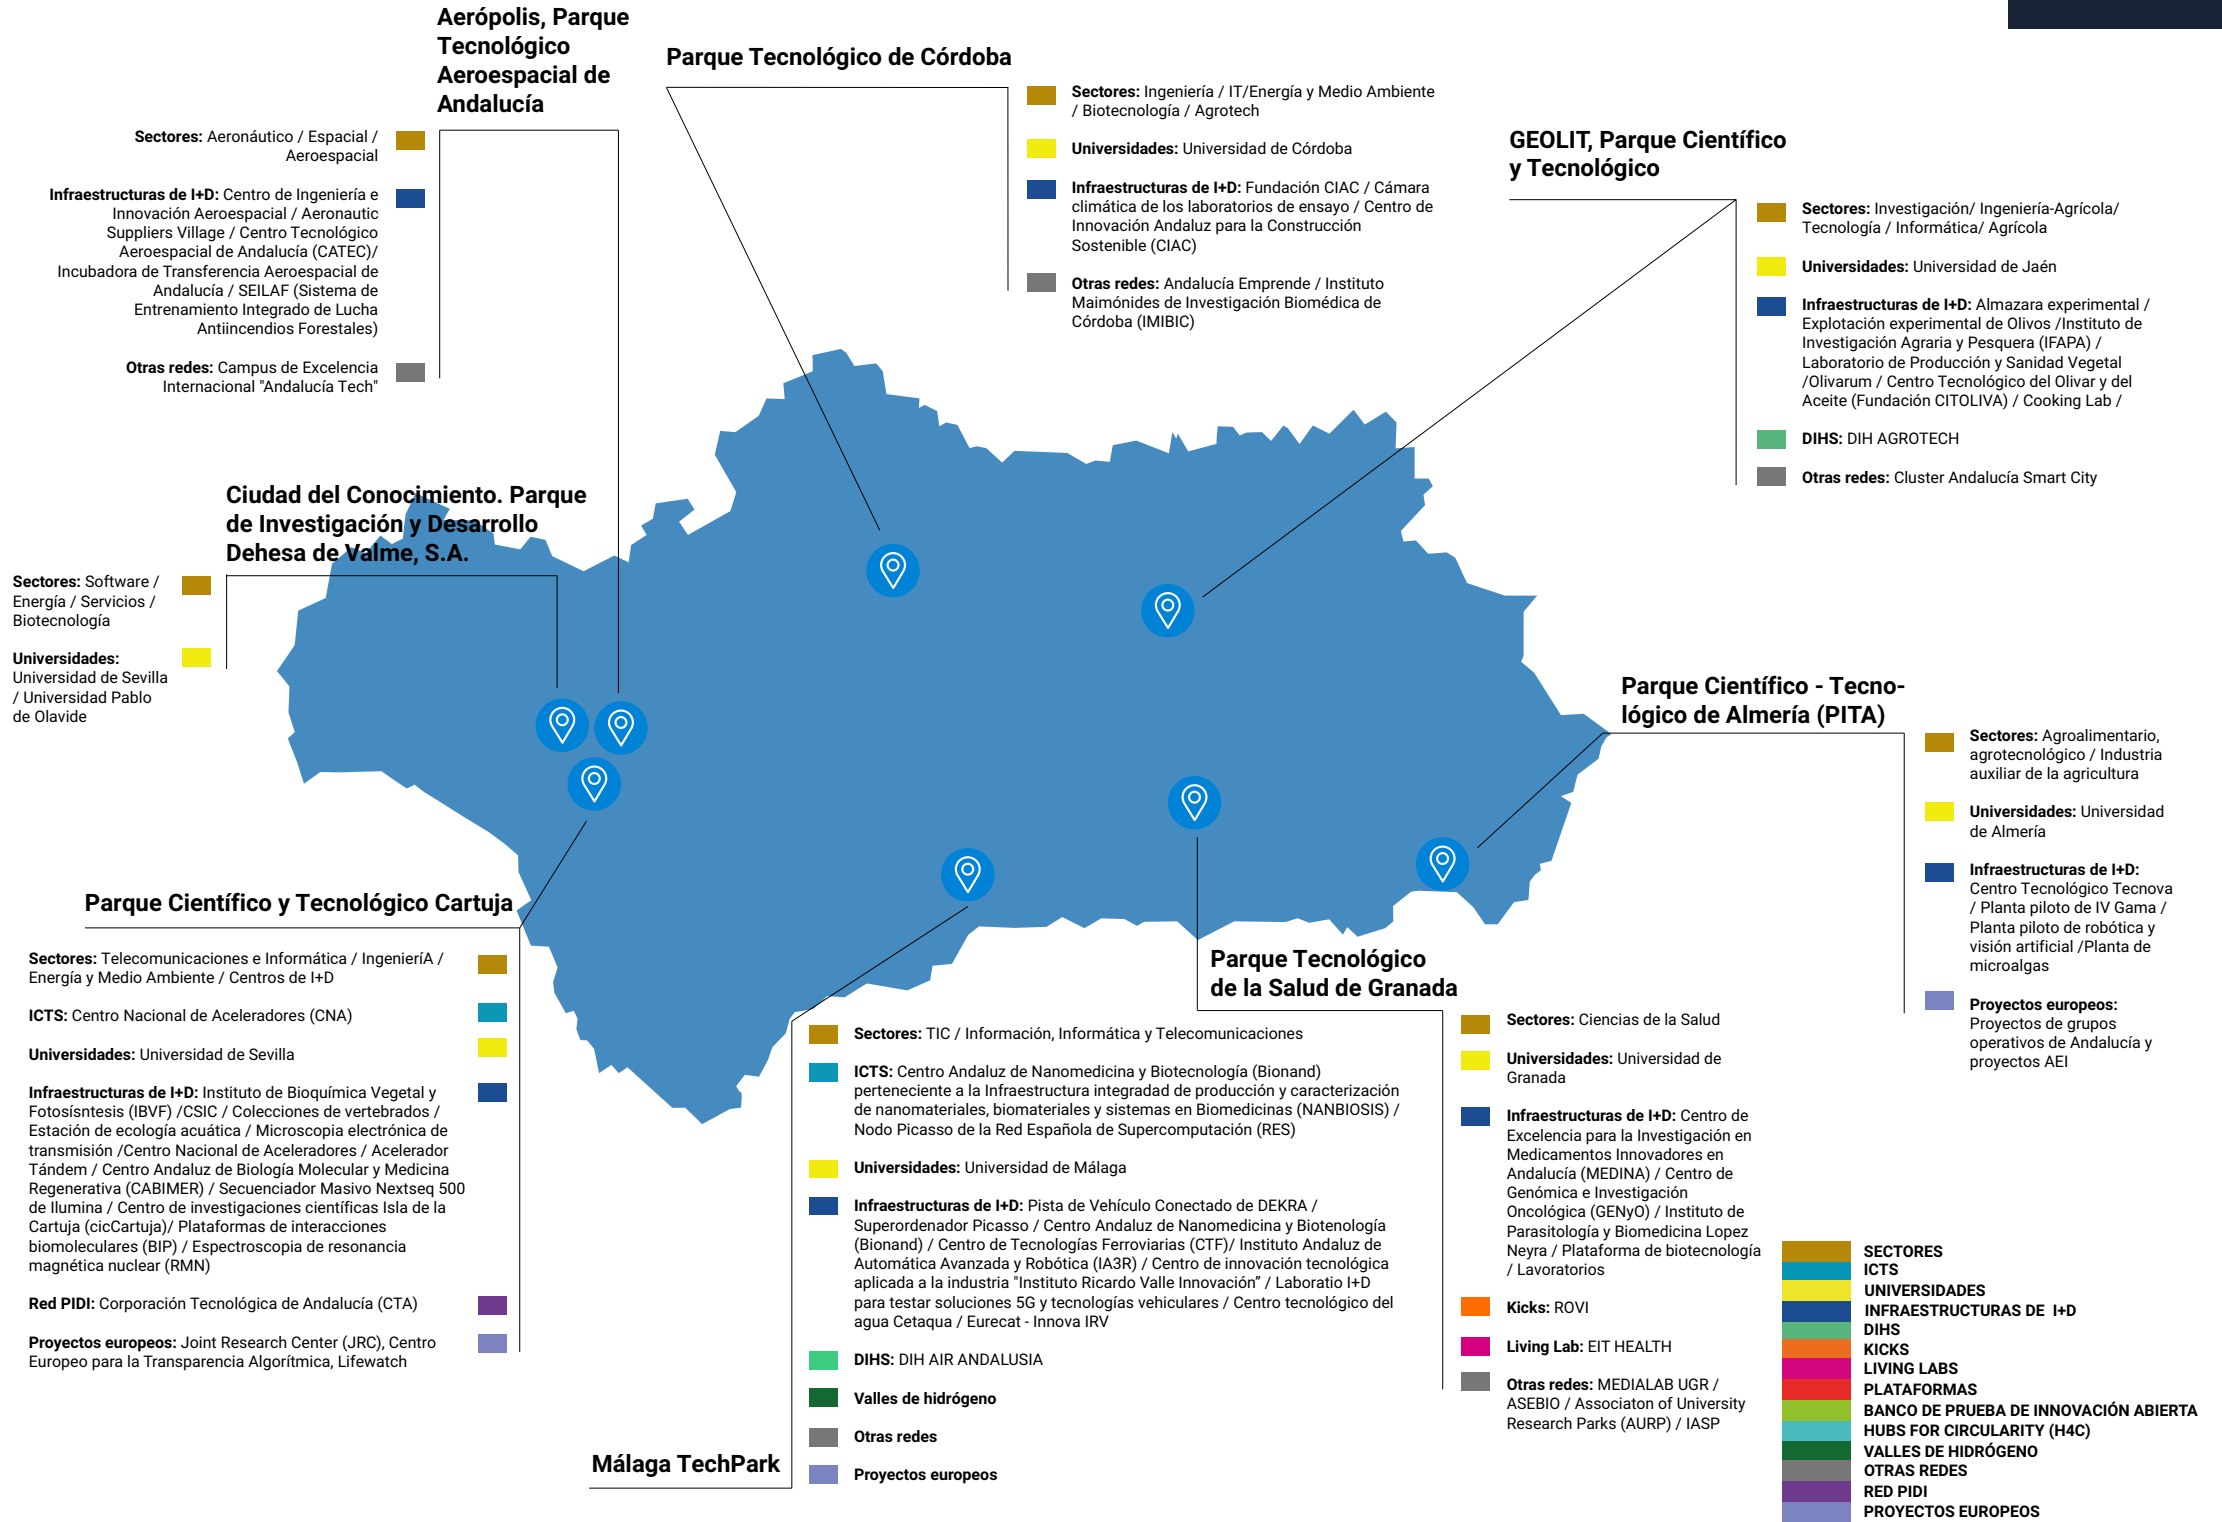 Aerópolis, Parque
Tecnológico
Aeroespacial de
Andalucía
Sectores: Aeronáutico / Espacial /
Aeroespacial
Infraestructuras de I+D: Centro de Ingeniería e
Innovación Aeroespacial / Aeronautic
Suppliers Village / Centro Tecnológico
Aeroespacial de Andalucía (CATEC)/
Incubadora de Transferencia Aeroespacial de
Andalucía / SEILAF (Sistema de
Entrenamiento Integrado de Lucha
Antiincendios Forestales)
Otras redes: Campus de Excelencia
Internacional "Andalucía Tech"
Parque Tecnológico de Córdoba
Sectores: Ingeniería / IT/Energía y Medio Ambiente
/ Biotecnología / Agrotech
Universidades: Universidad de Córdoba
Infraestructuras de I+D: Fundación CIAC / Cámara
climática de los laboratorios de ensayo / Centro de
Innovación Andaluz para la Construcción
Sostenible (CIAC)
Otras redes: Andalucía Emprende / Instituto
Maimónides de Investigación Biomédica de
Córdoba (IMIBIC)
GEOLIT, Parque Científico
y Tecnológico
Sectores: Investigación/ Ingeniería-Agrícola/
Tecnología / Informática/ Agrícola
Universidades: Universidad de Jaén
Infraestructuras de I+D: Almazara experimental /
Explotación experimental de Olivos /Instituto de
Investigación Agraria y Pesquera (IFAPA) /
Laboratorio de Producción y Sanidad Vegetal
/Olivarum / Centro Tecnológico del Olivar y del
Aceite (Fundación CITOLIVA) / Cooking Lab /
DIHS: DIH AGROTECH
Otras redes: Cluster Andalucía Smart City
Ciudad del Conocimiento. Parque
de Investigación y Desarrollo
Dehesa de Valme, S.A.
Sectores: Software /
Energía / Servicios /
Biotecnología
Universidades:
Universidad de Sevilla
/ Universidad Pablo
de Olavide
Parque Científico - Tecno-
lógico de Almería (PITA)
Sectores: Agroalimentario,
agrotecnológico / Industria
auxiliar de la agricultura
Universidades: Universidad
de Almería
Infraestructuras de I+D:
Centro Tecnológico Tecnova
/ Planta piloto de IV Gama /
Planta piloto de robótica y
visión artificial /Planta de
microalgas
Proyectos europeos:
Proyectos de grupos
operativos de Andalucía y
proyectos AEI
Parque Científico y Tecnológico Cartuja
Sectores: Telecomunicaciones e Informática / IngenieríA /
Energía y Medio Ambiente / Centros de I+D
ICTS: Centro Nacional de Aceleradores (CNA)
Universidades: Universidad de Sevilla
Infraestructuras de I+D: Instituto de Bioquímica Vegetal y
Fotosísntesis (IBVF) /CSIC / Colecciones de vertebrados /
Estación de ecología acuática / Microscopia electrónica de
transmisión /Centro Nacional de Aceleradores / Acelerador
Tándem / Centro Andaluz de Biología Molecular y Medicina
Regenerativa (CABIMER) / Secuenciador Masivo Nextseq 500
de Ilumina / Centro de investigaciones científicas Isla de la
Cartuja (cicCartuja)/ Plataformas de interacciones
biomoleculares (BIP) / Espectroscopia de resonancia
magnética nuclear (RMN)
Red PIDI: Corporación Tecnológica de Andalucía (CTA)
Proyectos europeos: Joint Research Center (JRC), Centro
Europeo para la Transparencia Algorítmica, Lifewatch
Málaga TechPark
Sectores: TIC / Información, Informática y Telecomunicaciones
ICTS: Centro Andaluz de Nanomedicina y Biotecnología (Bionand)
perteneciente a la Infraestructura integradad de producción y caracterización
de nanomateriales, biomateriales y sistemas en Biomedicinas (NANBIOSIS) /
Nodo Picasso de la Red Española de Supercomputación (RES)
Universidades: Universidad de Málaga
Infraestructuras de I+D: Pista de Vehículo Conectado de DEKRA /
Superordenador Picasso / Centro Andaluz de Nanomedicina y Biotenología
(Bionand) / Centro de Tecnologías Ferroviarias (CTF)/ Instituto Andaluz de
Automática Avanzada y Robótica (IA3R) / Centro de innovación tecnológica
aplicada a la industria "Instituto Ricardo Valle Innovación” / Laboratio I+D
para testar soluciones 5G y tecnologías vehiculares / Centro tecnológico del
agua Cetaqua / Eurecat - Innova IRV
DIHS: DIH AIR ANDALUSIA
Valles de hidrógeno
Otras redes
Proyectos europeos
Parque Tecnológico
de la Salud de Granada
Sectores: Ciencias de la Salud
Universidades: Universidad de
Granada
Infraestructuras de I+D: Centro de
Excelencia para la Investigación en
Medicamentos Innovadores en
Andalucía (MEDINA) / Centro de
Genómica e Investigación
Oncológica (GENyO) / Instituto de
Parasitología y Biomedicina Lopez
Neyra / Plataforma de biotecnología
/ Lavoratorios
Kicks: ROVI
Living Lab: EIT HEALTH
Otras redes: MEDIALAB UGR /
ASEBIO / Associaton of University
Research Parks (AURP) / IASP
SECTORES
ICTS
UNIVERSIDADES
INFRAESTRUCTURAS DE I+D
DIHS
KICKS
LIVING LABS
PLATAFORMAS
BANCO DE PRUEBA DE INNOVACIÓN ABIERTA
HUBS FOR CIRCULARITY (H4C)
VALLES DE HIDRÓGENO
OTRAS REDES
RED PIDI
PROYECTOS EUROPEOS